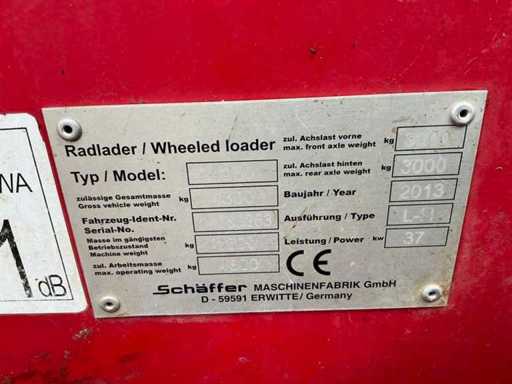 WA
1 dB
Radlader / Wheeled loader
Typ / Model:
zulässige Gesamtmasse kg
Gross vehicle weight
Fahrzeug-Ident-Nr.
Serial-No.
Masse im gängigsten kg
Betriebszustand
Machine weight
zul. Arbeitsmasse kg
max. operating weight
zul. Achslast vorne kg
max. front axle weight
zul. Achslast hinten kg 3000
max. rear axle weight
Baujahr / Year 2013
Ausführung / Type
Leistung / Power kw 37
CE
Schäffer MASCHINENFABRIK GmbH
D - 59591 ERWITTE/ Germany